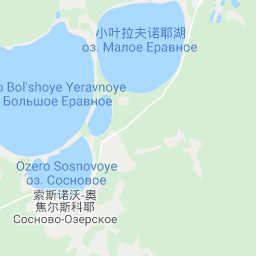 小叶拉夫诺耶湖
оз. Малое Еравное
o Bol'shoye Yeravnoye
Большое Еравное
Ozero Sosnovoye
оз. Сосновое
索斯诺沃-奥
焦尔斯科耶
Сосново-Озерское